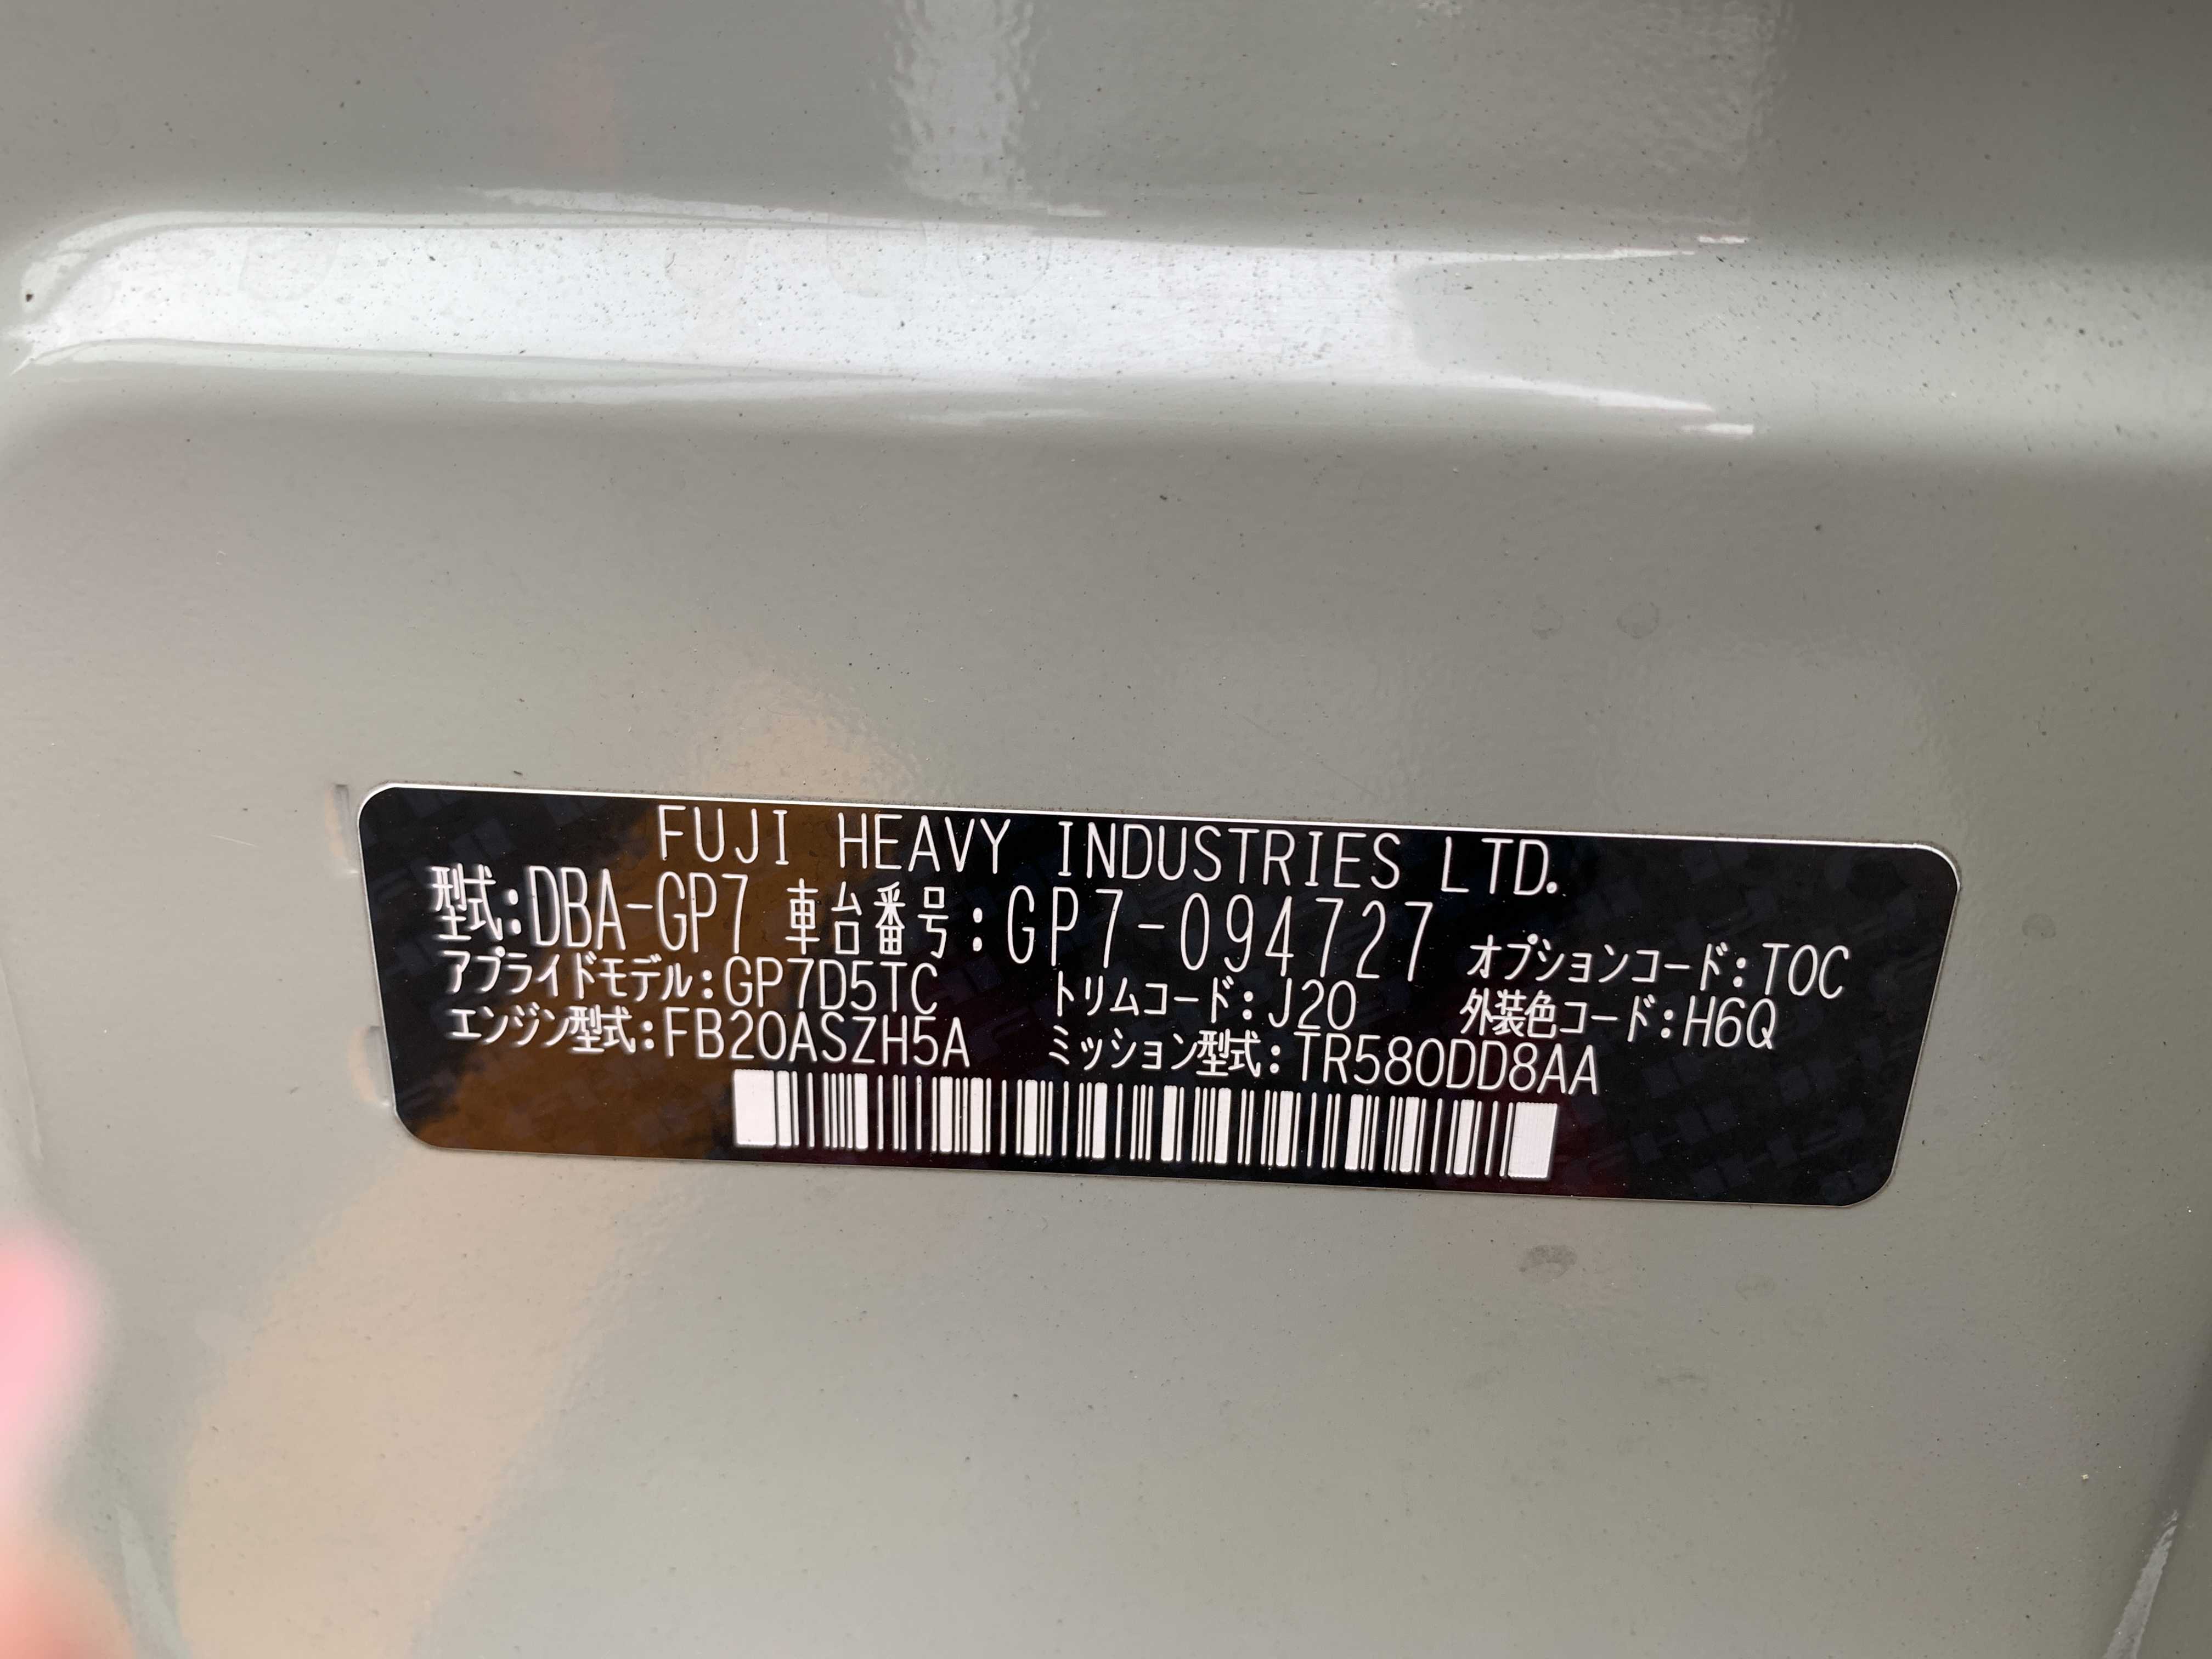 FUJI HEAVY INDUSTRIES LTD.
型式:DBA-GP7 車台番号:GP7-094727 オプションコード:TOC
アプライドモデル:GP7D5TC トリムコード:J20 外装色コード:H6Q
エンジン型式:FB20ASZH5A ミッション型式:TR580DD8AA